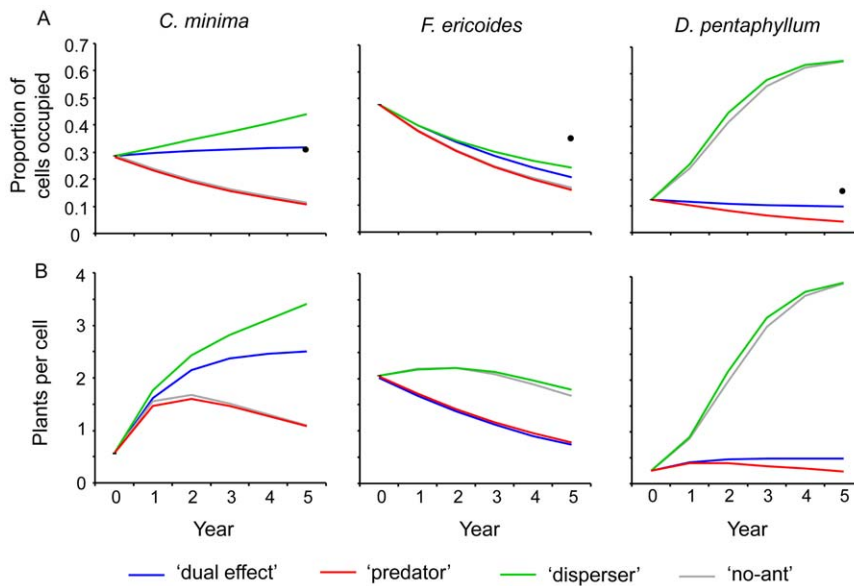 C. minima F. ericoides D. pentaphyllum
A
Proportion of
cells occupied
0.7
0.6
0.5
0.4
0.3
0.2
0.1
0
B
Plants per cell
4
3
2
1
0
0 1 2 3 4 5 0 1 2 3 4 5 0 1 2 3 4 5
Year Year Year
'dual effect' 'predator' 'disperser' 'no-ant'